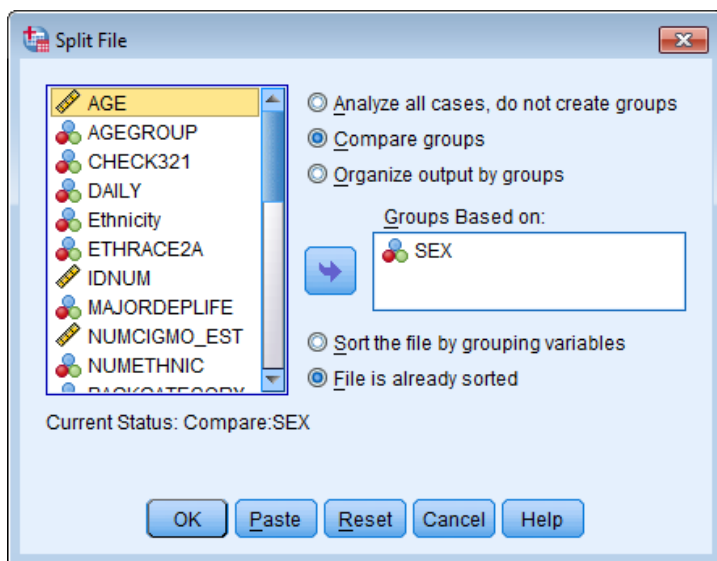 Split File
AGE
AGEGROUP
CHECK321
DAILY
Ethnicity
ETHRACE2A
IDNUM
MAJORDEPLIFE
NUMCIGMO_EST
NUMETHNIC
Analyze all cases, do not create groups
Compare groups
Organize output by groups
Groups Based on:
SEX
Sort the file by grouping variables
File is already sorted
Current Status: Compare:SEX
OK
Paste
Reset
Cancel
Help